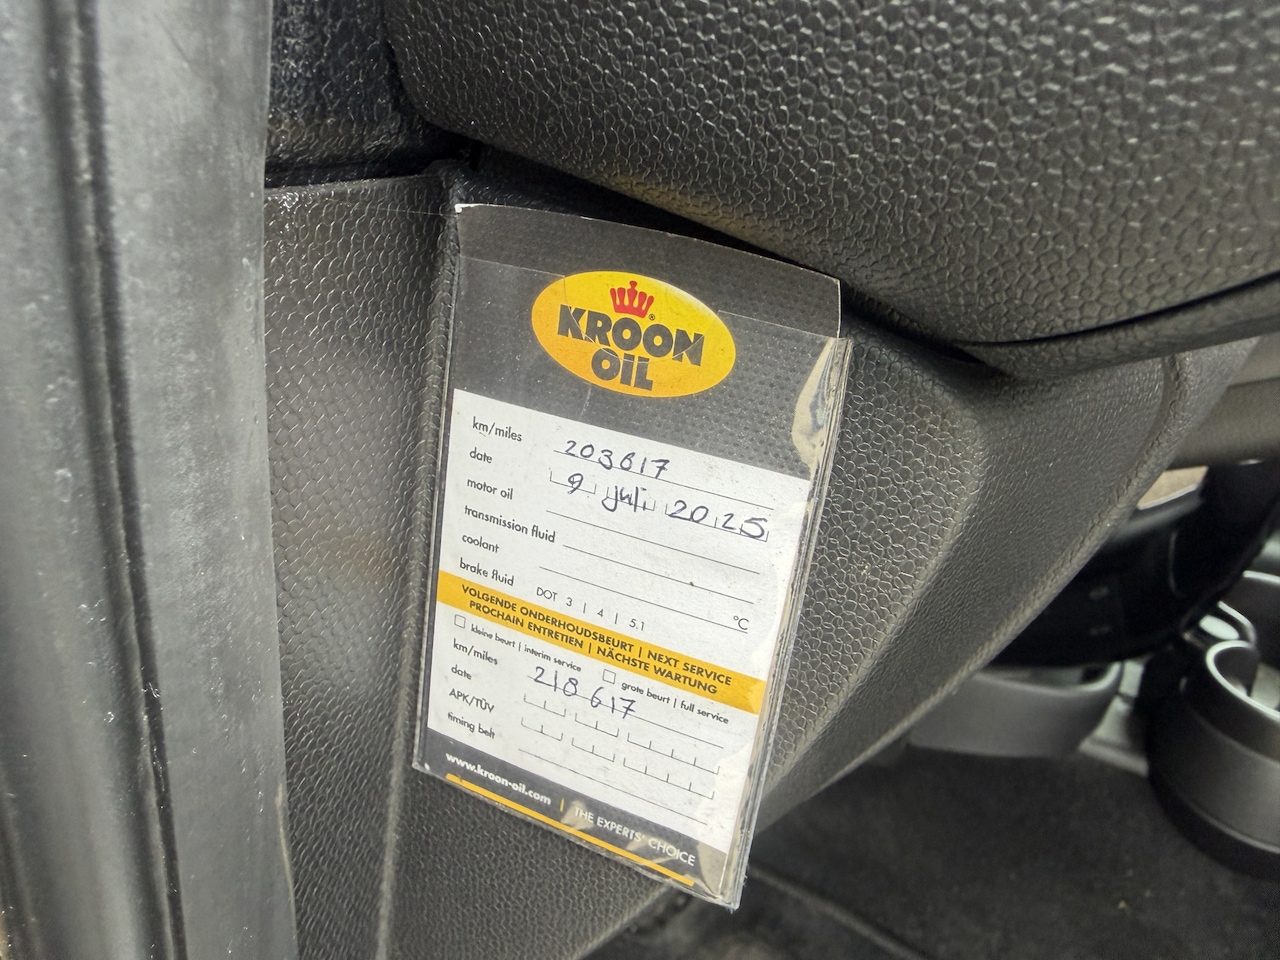 KROON
OIL
km/miles 203617
date 9 juli 2025
motor oil
transmission fluid
coolant °C
brake fluid DOT 3 | 4 | 5.1
VOLGENDE ONDERHOUDSBEURT | NEXT SERVICE
PROCHAIN ENTRETIEN | NÄCHSTE WARTUNG
kleine beurt | interim service grote beurt | full service
km/miles 218617
date
APK/TÜV
timing belt
www.kroon-oil.com | THE EXPERTS' CHOICE